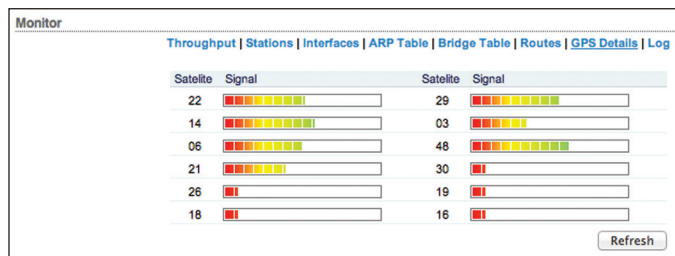 Monitor
Throughput | Stations | Interfaces | ARP Table | Bridge Table | Routes | GPS Details | Log
Satelite Signal Satelite Signal
22 29
14 03
06 48
21 30
26 19
18 16
Refresh